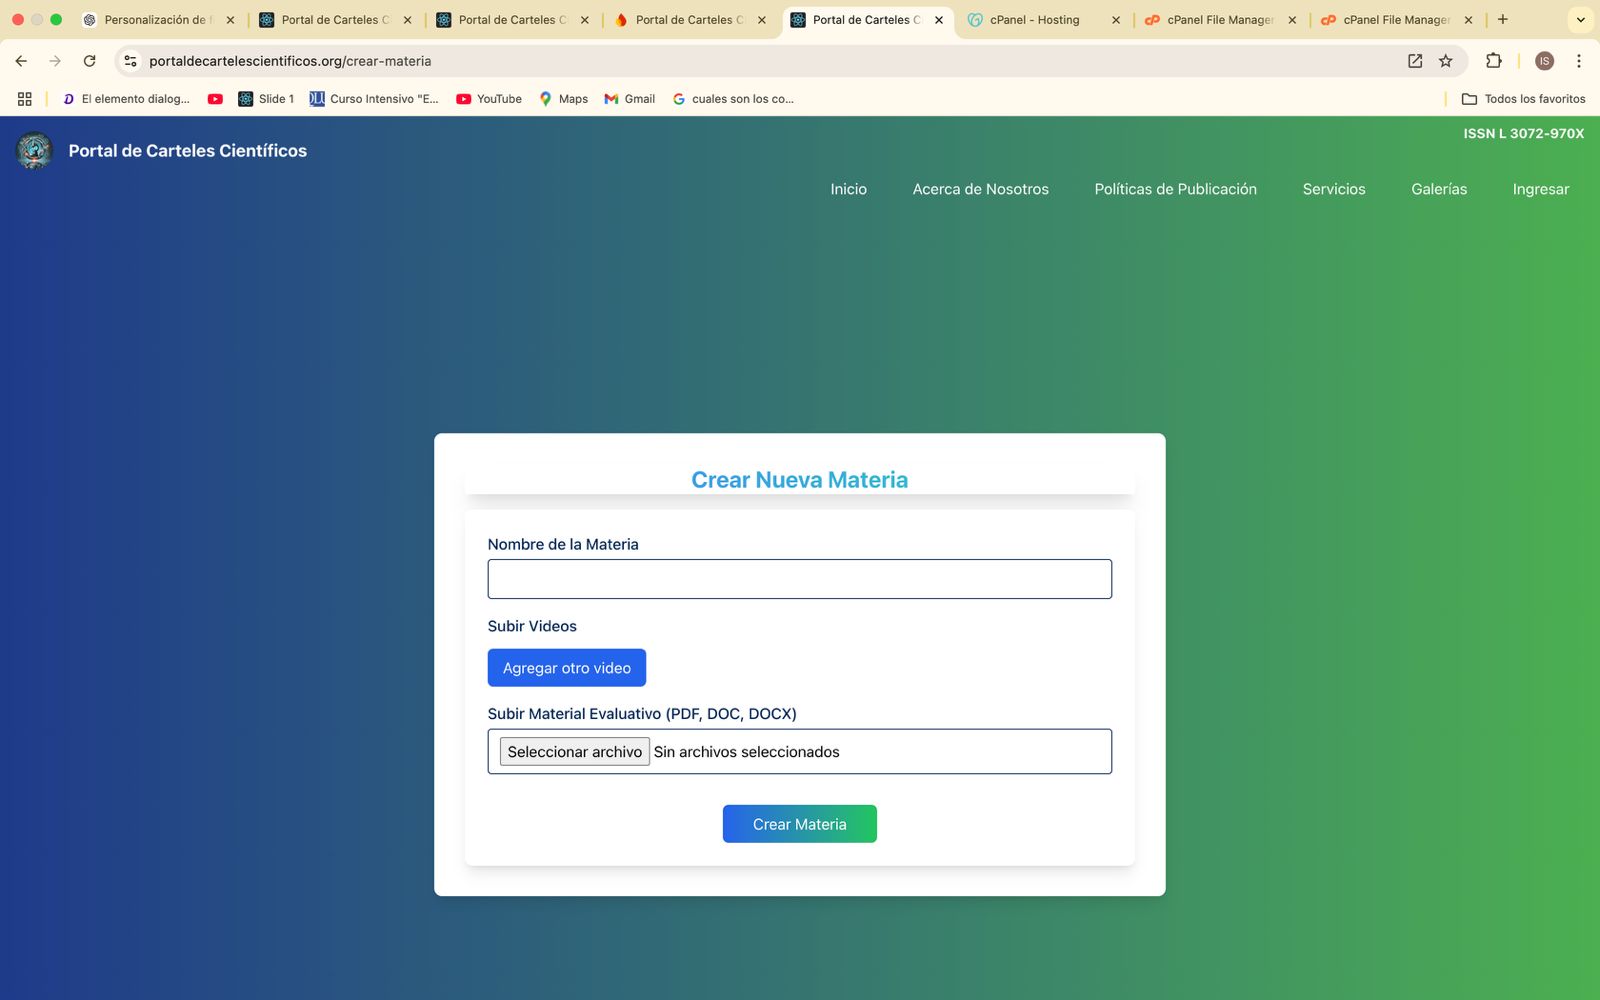 Personalización de f
Portal de Carteles C
Portal de Carteles C
Portal de Carteles C
Portal de Carteles C
cPanel - Hosting
cPanel File Manager
cPanel File Manager
portaldecartelescientificos.org/crear-materia
IS
El elemento dialog...
Slide 1
Curso Intensivo "E...
YouTube
Maps
Gmail
cuales son los co...
Todos los favoritos
ISSN L 3072-970X
Portal de Carteles Científicos
Inicio
Acerca de Nosotros
Políticas de Publicación
Servicios
Galerías
Ingresar
Crear Nueva Materia
Nombre de la Materia
Subir Videos
Agregar otro video
Subir Material Evaluativo (PDF, DOC, DOCX)
Seleccionar archivo Sin archivos seleccionados
Crear Materia